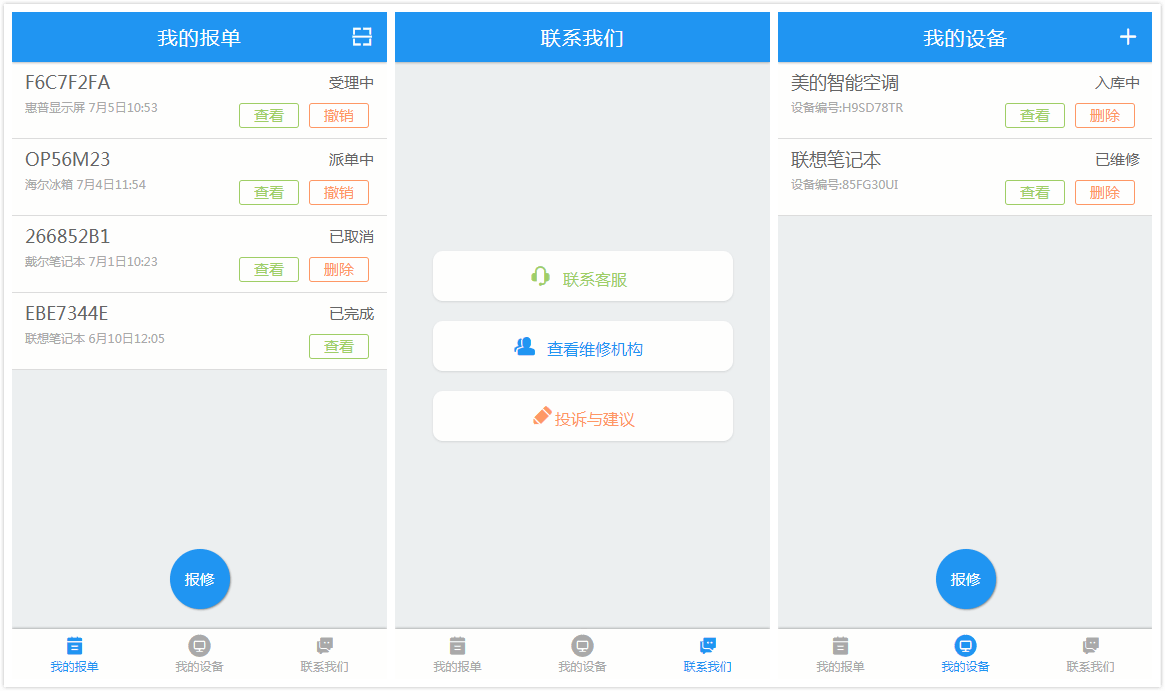 我的报单
F6C7F2FA 受理中
惠普显示屏 7月5日10:53
查看 撤销
OP56M23 派单中
海尔冰箱 7月4日11:54
查看 撤销
266852B1 已取消
戴尔笔记本 7月1日10:23
查看 删除
EBE7344E 已完成
联想笔记本 6月10日12:05
查看
报修
我的报单 我的设备 联系我们
联系我们
联系客服
查看维修机构
投诉与建议
我的报单 我的设备 联系我们
我的设备
美的智能空调 入库中
设备编号:H9SD78TR
查看 删除
联想笔记本 已维修
设备编号:85FG30UI
查看 删除
报修
我的报单 我的设备 联系我们